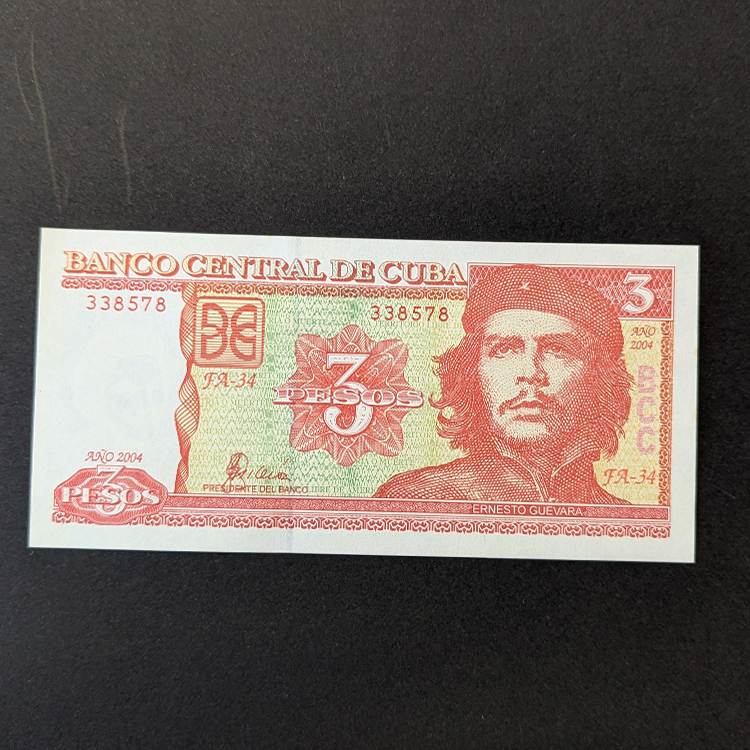 BANCO CENTRAL DE CUBA
3
338578
338578
AÑO
2004
FA-34
3
PESOS
BCC
AÑO 2004
3
PESOS
PRESIDENTE DEL BANCO
FA-34
ERNESTO GUEVARA